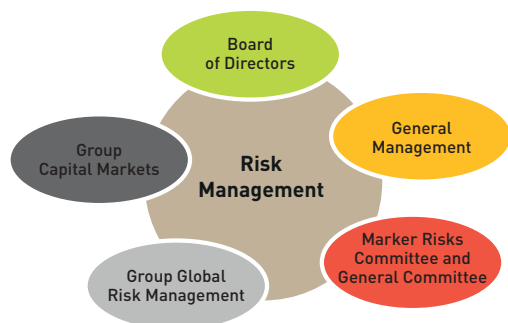 Board
of Directors
General
Management
Marker Risks
Committee and
General Committee
Group Global
Risk Management
Group
Capital Markets
Risk
Management